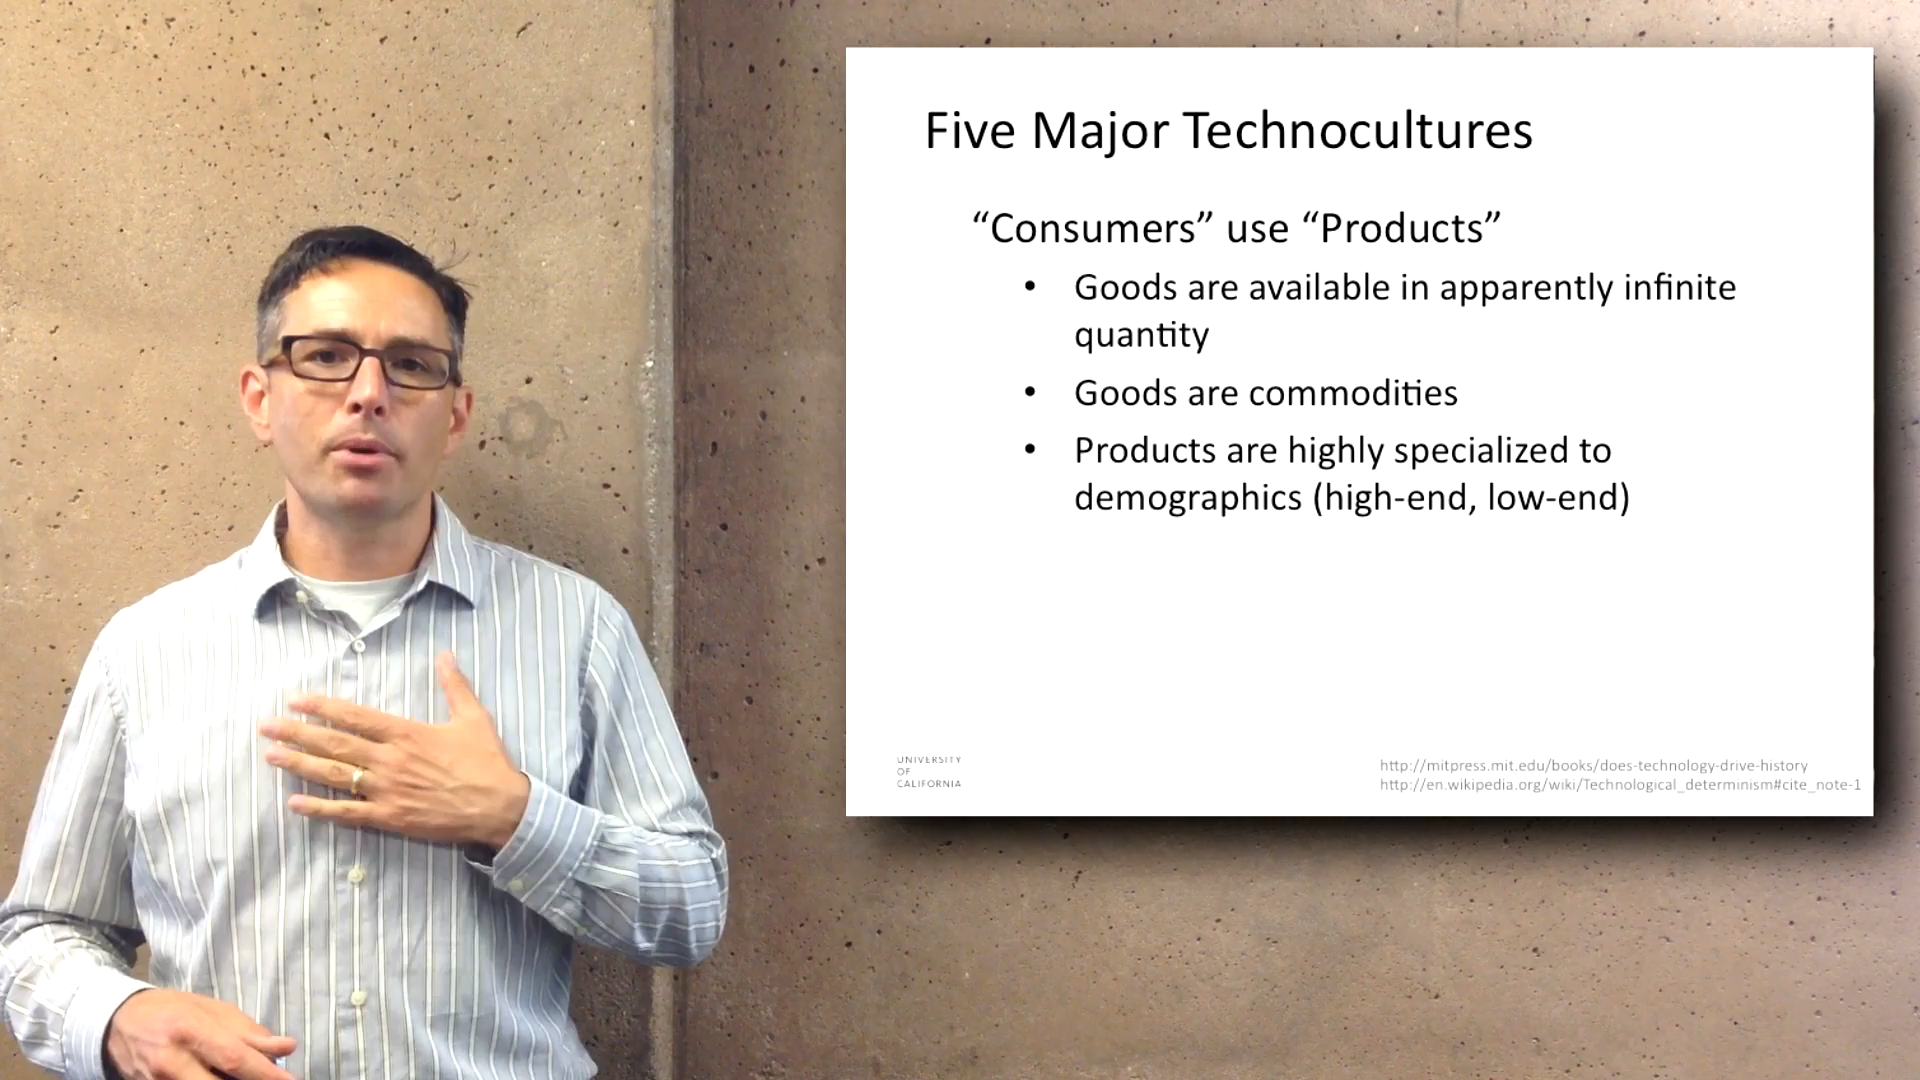 Five Major Technocultures
“Consumers” use “Products”
• Goods are available in apparently infinite
quantity
• Goods are commodities
• Products are highly specialized to
demographics (high-end, low-end)
UNIVERSITY
OF
CALIFORNIA
http://mitpress.mit.edu/books/does-technology-drive-history
http://en.wikipedia.org/wiki/Technological_determinism#cite_note-1